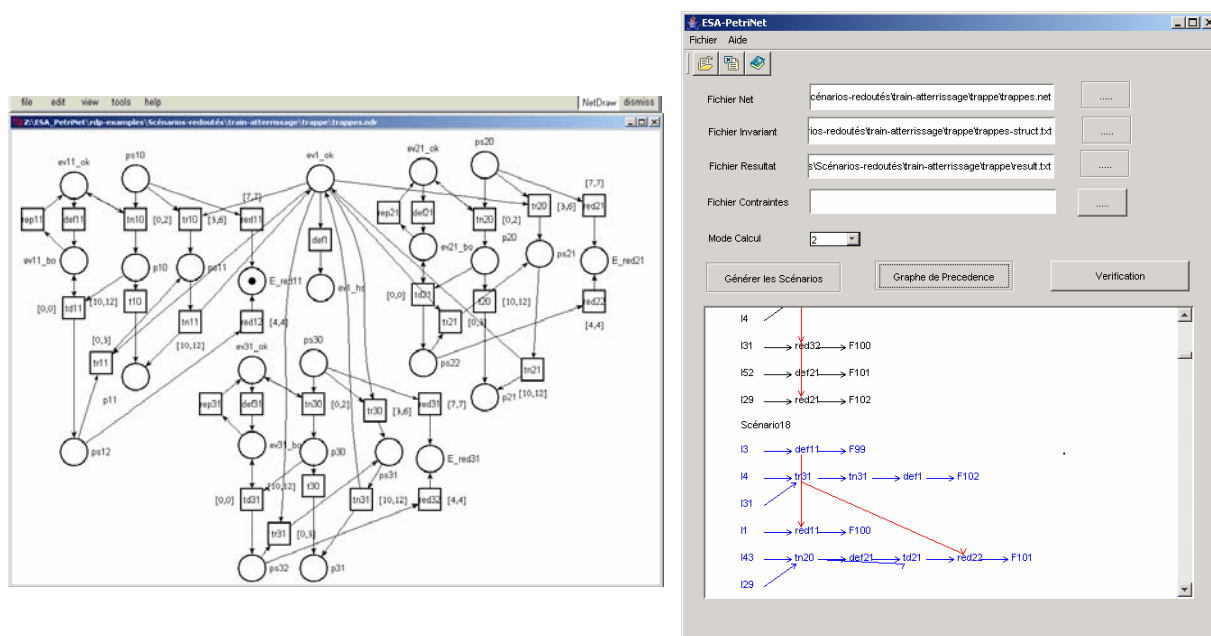 file edit view tools help NetDraw dismiss
Z:\ESA_PetriNet\rdp-examples\Scénarios-redoutés\train-atterrissage\trappe\trappes.ndr
ev11_ok ps10 ev1_ok ev21_ok ps20
[7,7] [7,7]
rep11 def11 tn10 [0,2] tr10 [3,6] red11 rep21 def21 tn20 [0,2] tr20 [3,6] red21
def1
ev11_bo p10 ps11 E_red11 ev1_hs ev21_bo p20 ps21 E_red21
[0,0] td11 [10,12] t10 tn11 red12 [4,4] [0,0] td21 t20 [10,12] red22 [4,4]
tr11 [0,3] [10,12] tr21 [0,3] tn21 [10,12]
p11 ps12 ps22 p21
ev31_ok ps30
rep31 def31 tn30 [0,2] tr30 [3,6] red31 [7,7]
ev31_bo p30 ps31 E_red31
[0,0] td31 [10,12] t30 tn31 [10,12] red32 [4,4]
tr31 [0,3]
ps32 p31
ESA-PetriNet
Fichier Aide
Fichier Net cénarios-redoutés\train-atterrissage\trappe\trappes.net .....
Fichier Invariant rios-redoutés\train-atterrissage\trappe\trappes-struct.txt .....
Fichier Resultat s\Scénarios-redoutés\train-atterrissage\trappe\result.txt .....
Fichier Contraintes .....
Mode Calcul 2
Générer les Scénarios Graphe de Precedence Verification
I4
I31 red32 F100
I52 def21 F101
I29 red21 F102
Scénario18
I3 def11 F99
I4 tr31 tn31 def1 F102
I31
I1 red11 F100
I43 tn20 def21 td21 red22 F101
I29